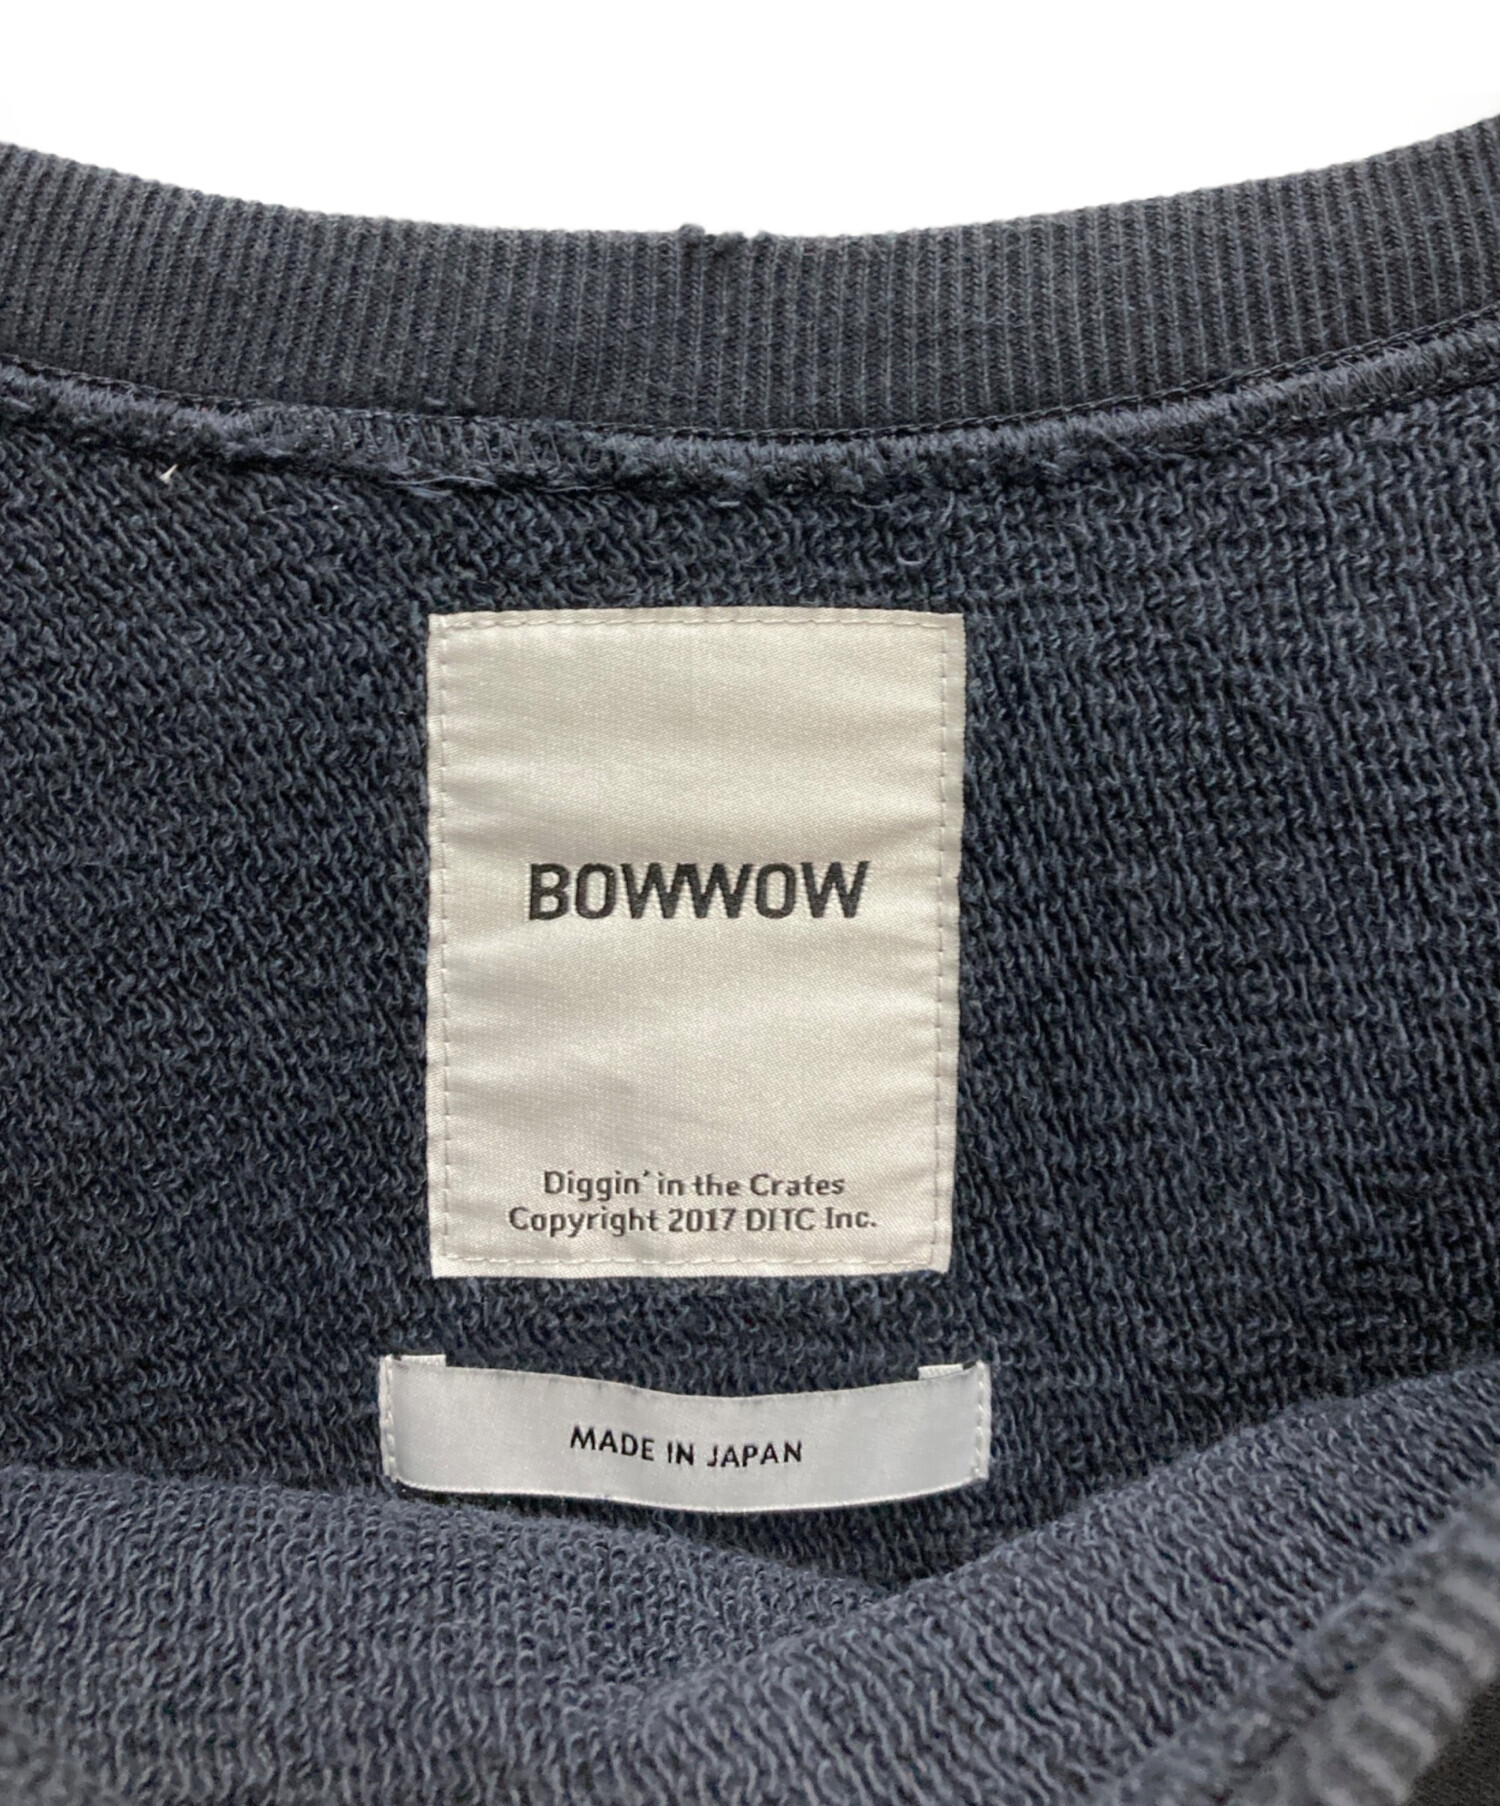 BOWWOW
Diggin' in the Crates
Copyright 2017 DITC Inc.
MADE IN JAPAN